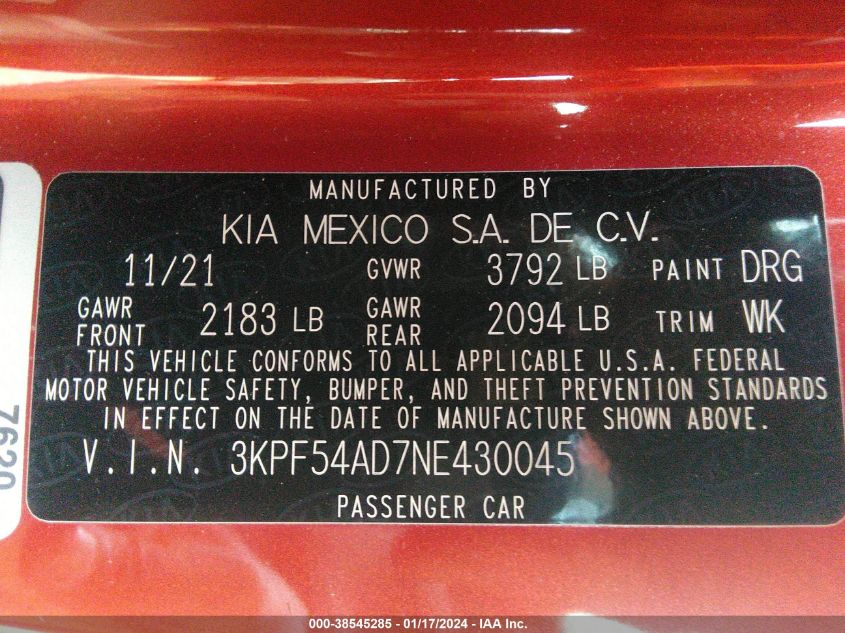 MANUFACTURED BY
KIA MEXICO S.A. DE C.V.
11/21 GVWR 3792 LB PAINT DRG
GAWR FRONT 2183 LB GAWR REAR 2094 LB TRIM WK
THIS VEHICLE CONFORMS TO ALL APPLICABLE U.S.A. FEDERAL
MOTOR VEHICLE SAFETY, BUMPER, AND THEFT PREVENTION STANDARDS
IN EFFECT ON THE DATE OF MANUFACTURE SHOWN ABOVE.
V.I.N. 3KPF54AD7NE430045
PASSENGER CAR
7620
000-38545285 - 01/17/2024 - IAA Inc.